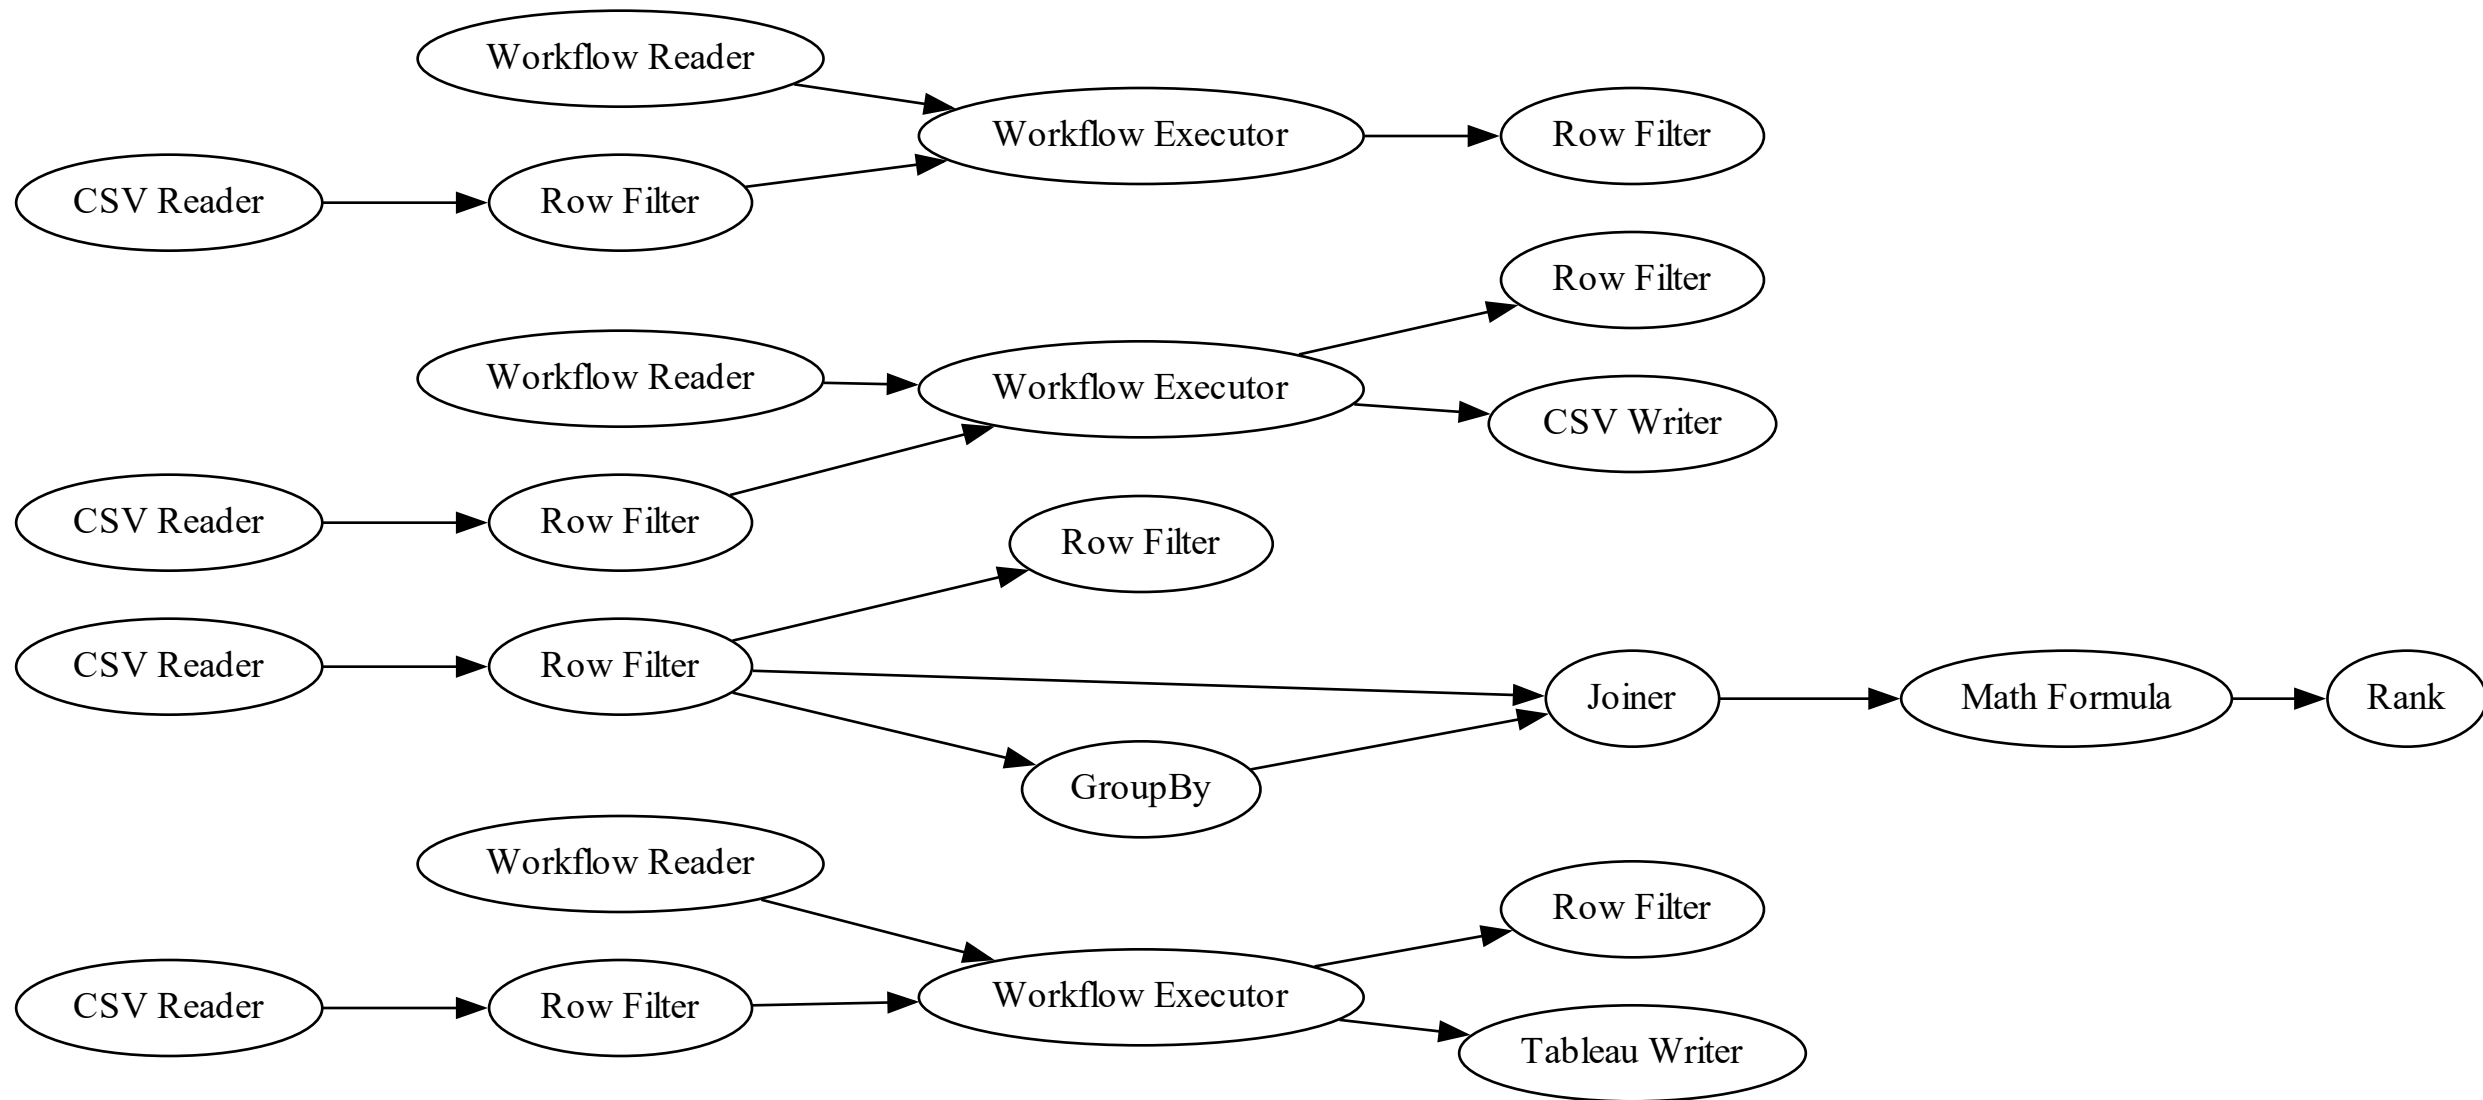 Workflow Reader
Workflow Executor
Row Filter
CSV Reader
Row Filter
Row Filter
Workflow Reader
Workflow Executor
CSV Writer
CSV Reader
Row Filter
Row Filter
CSV Reader
Row Filter
Joiner
Math Formula
Rank
GroupBy
Workflow Reader
Row Filter
CSV Reader
Row Filter
Workflow Executor
Tableau Writer